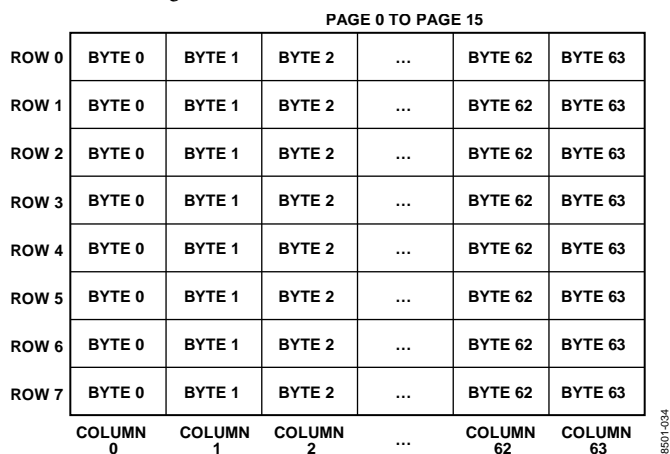 PAGE 0 TO PAGE 15
ROW 0 BYTE 0 BYTE 1 BYTE 2 … BYTE 62 BYTE 63
ROW 1 BYTE 0 BYTE 1 BYTE 2 … BYTE 62 BYTE 63
ROW 2 BYTE 0 BYTE 1 BYTE 2 … BYTE 62 BYTE 63
ROW 3 BYTE 0 BYTE 1 BYTE 2 … BYTE 62 BYTE 63
ROW 4 BYTE 0 BYTE 1 BYTE 2 … BYTE 62 BYTE 63
ROW 5 BYTE 0 BYTE 1 BYTE 2 … BYTE 62 BYTE 63
ROW 6 BYTE 0 BYTE 1 BYTE 2 … BYTE 62 BYTE 63
ROW 7 BYTE 0 BYTE 1 BYTE 2 … BYTE 62 BYTE 63
COLUMN COLUMN COLUMN … COLUMN COLUMN
0 1 2 62 63
8501-034